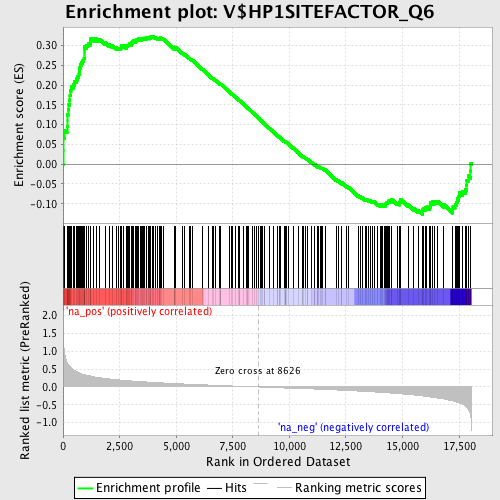 Enrichment plot: V$HP1SITEFACTOR_Q6
Enrichment score (ES)
0.30
0.25
0.20
0.15
0.10
0.05
0.00
-0.05
-0.10
'na_pos' (positively correlated)
Ranked list metric (PreRanked)
2.0
1.5
1.0
0.5
0.0
-0.5
-1.0
Zero cross at 8626
'na_neg' (negatively correlated)
0
2,500
5,000
7,500
10,000
12,500
15,000
17,500
Rank in Ordered Dataset
Enrichment profile
Hits
Ranking metric scores